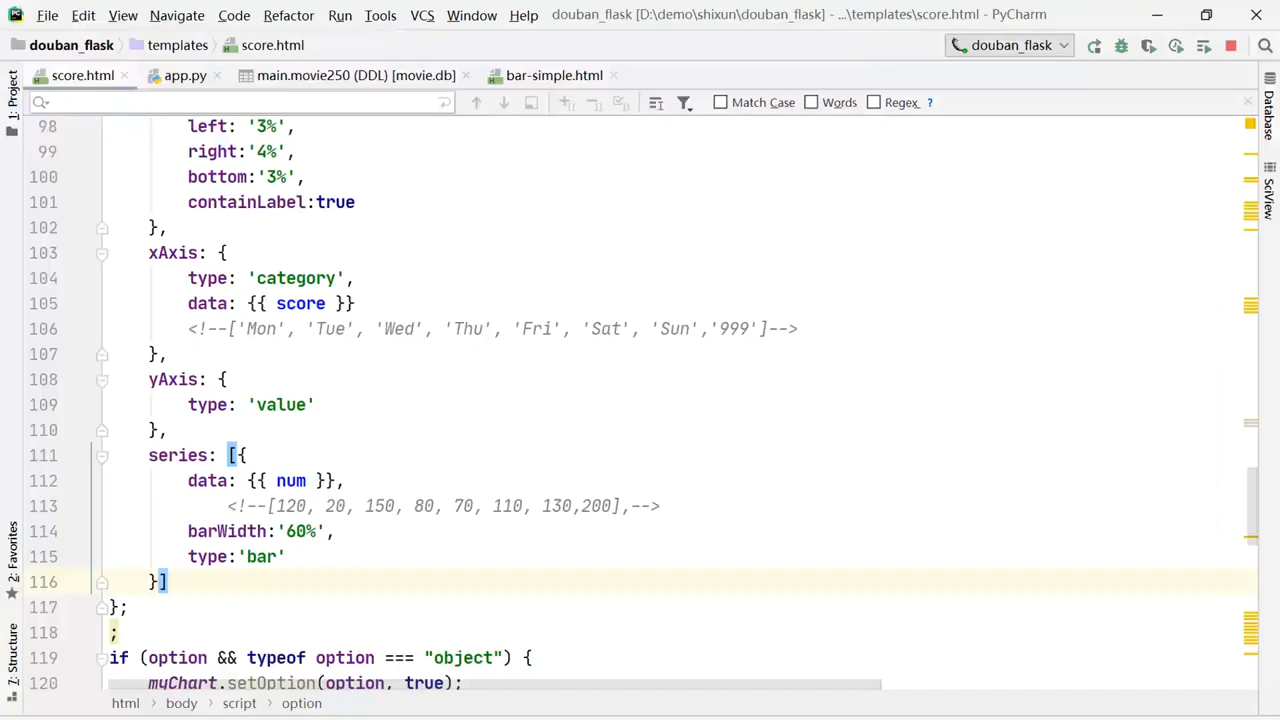 File Edit View Navigate Code Refactor Run Tools VCS Window Help douban_flask [D:\demo\shixun\douban_flask] - ...\templates\score.html - PyCharm
douban_flask templates score.html douban_flask
score.html app.py main.movie250 (DDL) [movie.db] bar-simple.html
Match Case Words Regex ?
1: Project
Database
SciView
2: Favorites
7: Structure
98 left: '3%',
99 right:'4%',
100 bottom:'3%',
101 containLabel:true
102 },
103 xAxis: {
104 type: 'category',
105 data: {{ score }}
106 <!--['Mon', 'Tue', 'Wed', 'Thu', 'Fri', 'Sat', 'Sun','999']-->
107 },
108 yAxis: {
109 type: 'value'
110 },
111 series: [{
112 data: {{ num }},
113 <!--[120, 20, 150, 80, 70, 110, 130,200],-->
114 barWidth:'60%',
115 type:'bar'
116 }]
117 };
118 ;
119 if (option && typeof option === "object") {
120 myChart.setOption(option, true);
html body script option